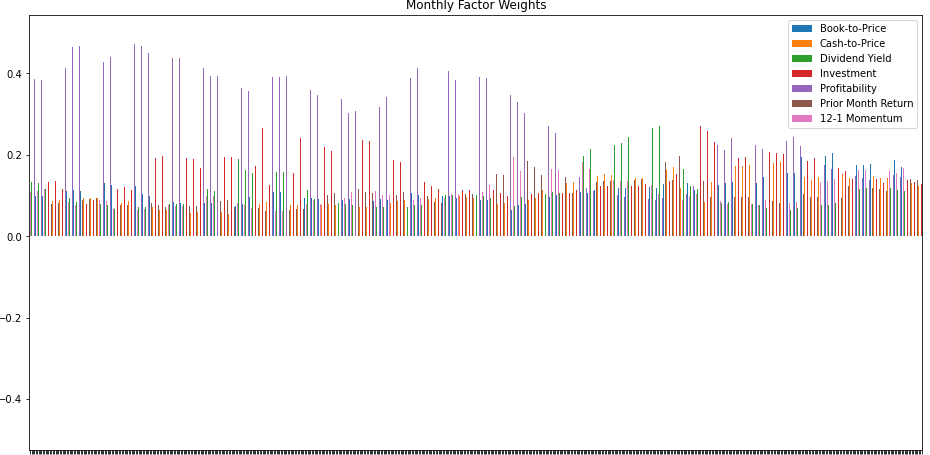 Monthly Factor Weights
Book-to-Price
Cash-to-Price
Dividend Yield
Investment
Profitability
Prior Month Return
12-1 Momentum
0.4
0.2
0.0
−0.2
−0.4